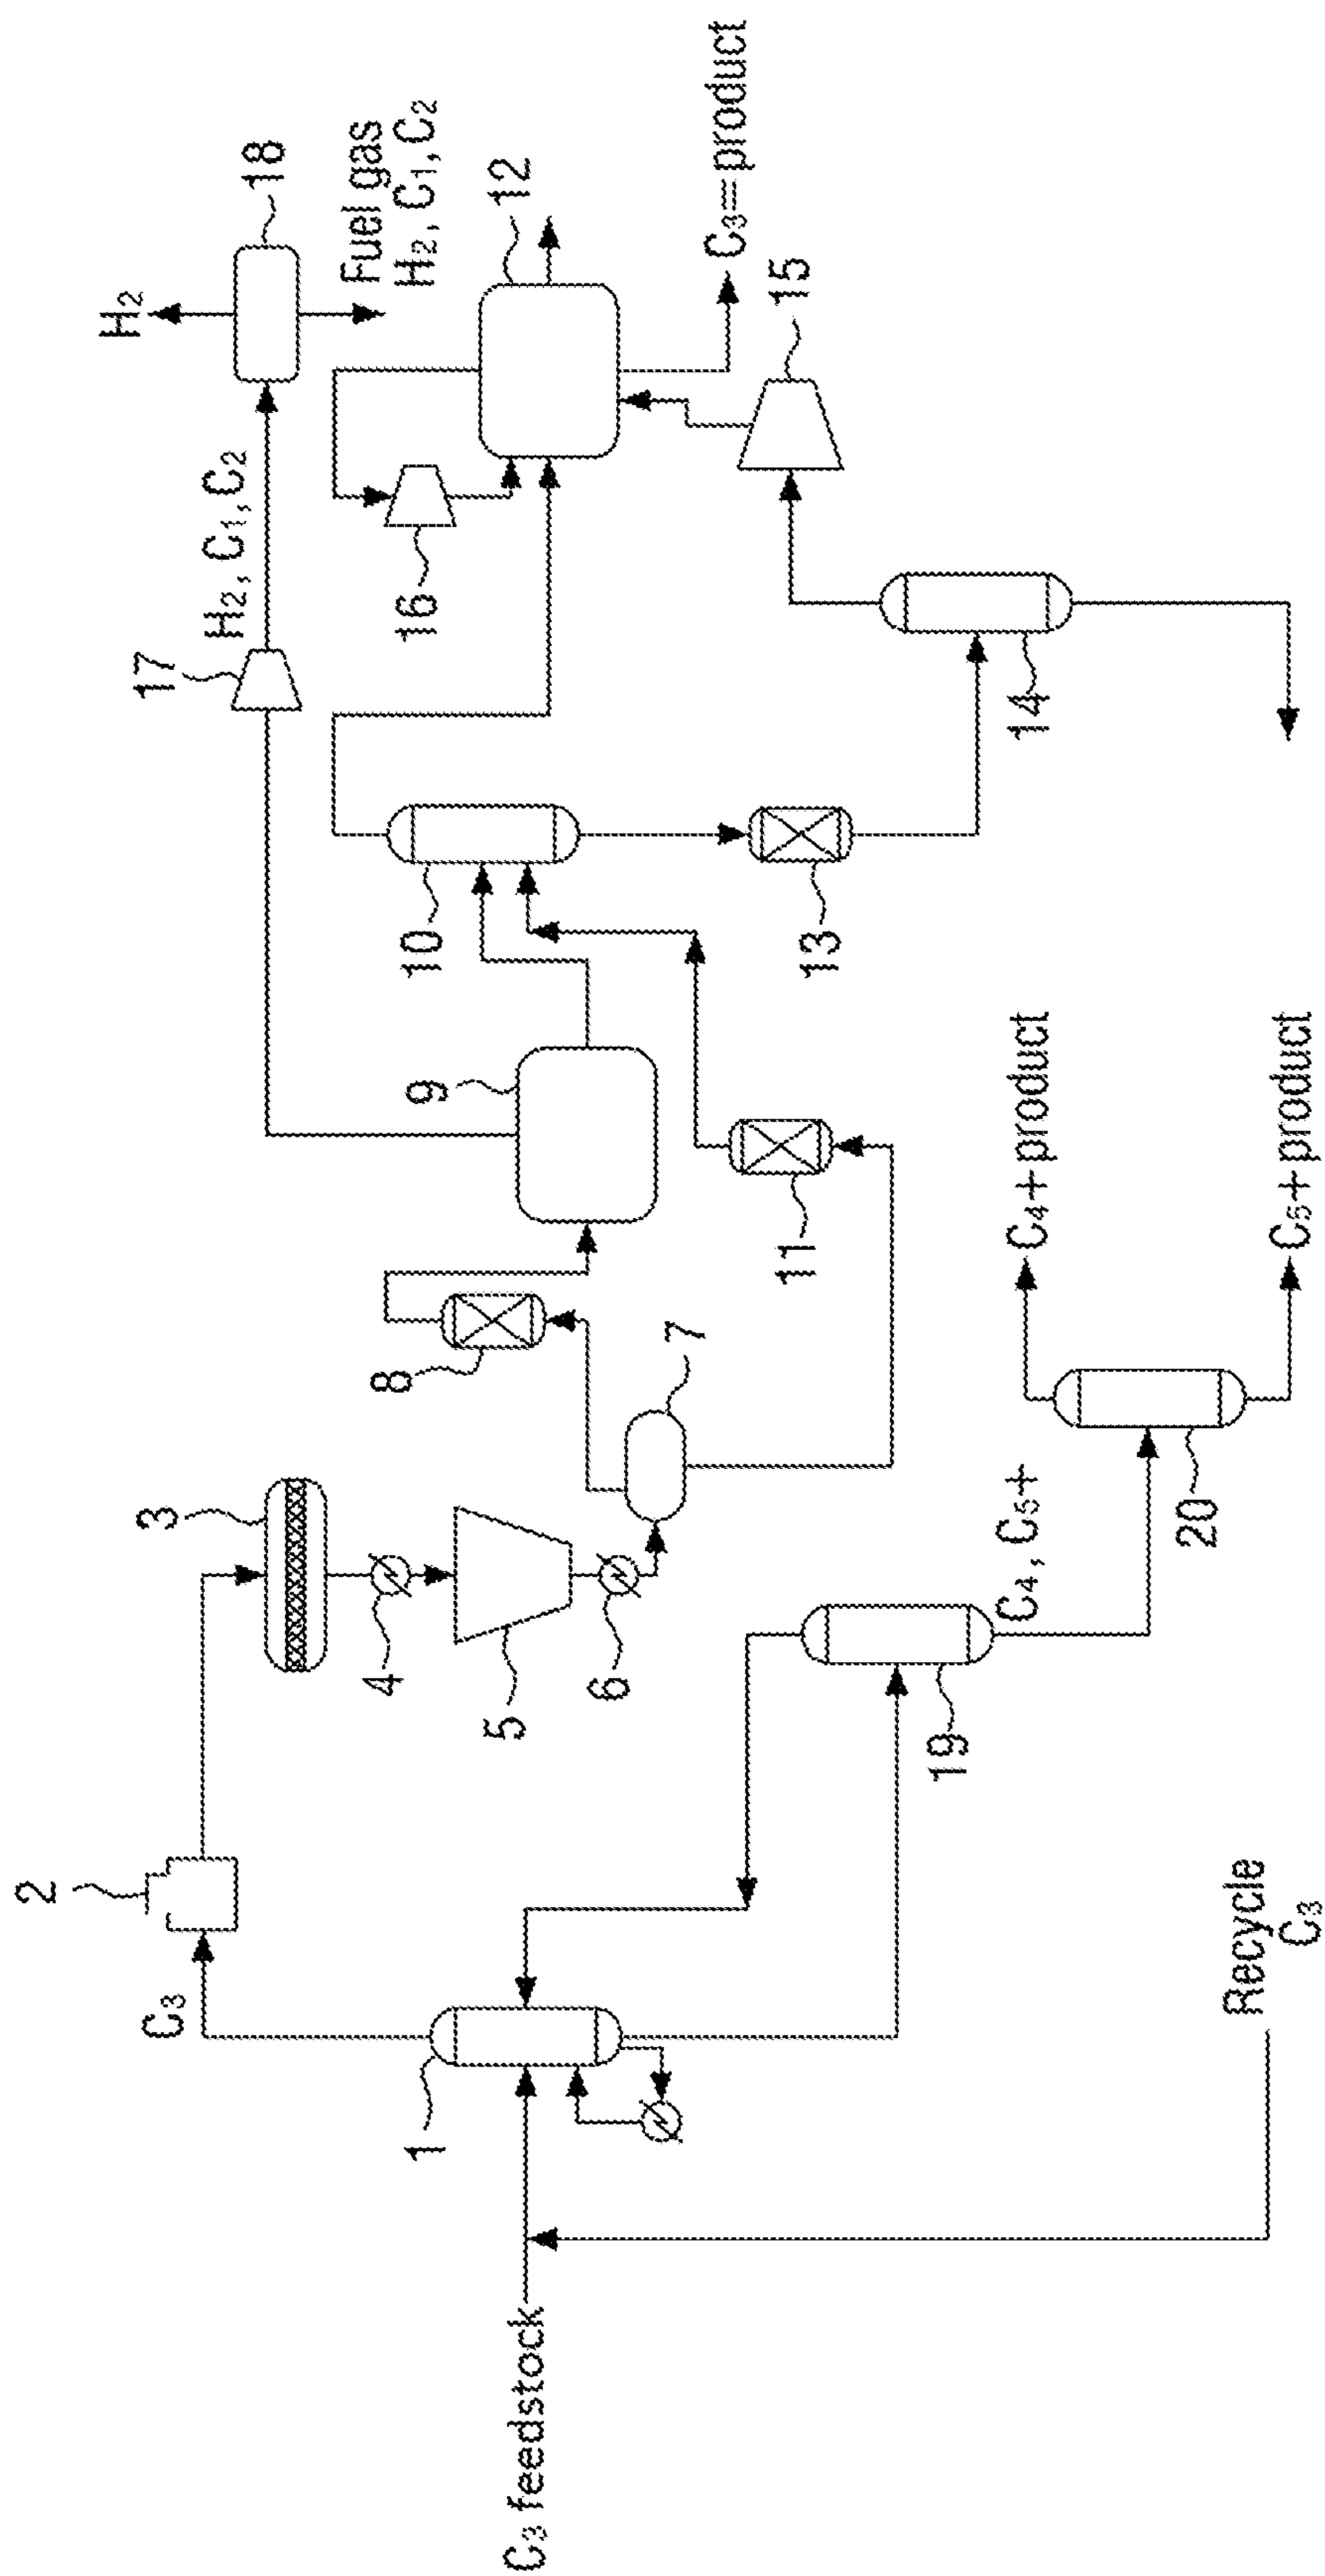 C₃ feedstock
1
C₃
2
3
4
5
6
7
8
9
10
11
12
13
14
15
16
17
H₂, C₁, C₂
18
H₂
Fuel gas
H₂, C₁, C₂
C₃=product
19
C₄, C₅+
20
C₄+product
C₅+product
Recycle
C₃